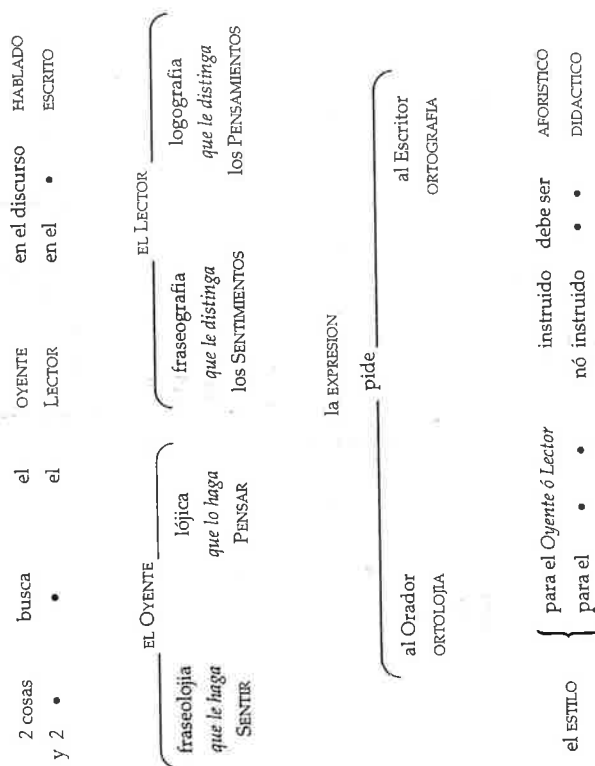 2 cosas busca el OYENTE en el discurso HABLADO
y 2 • • el LECTOR en el • ESCRITO
EL OYENTE
fraseolojia lójica
que le haga que lo haga
SENTIR PENSAR
EL LECTOR
fraseografia logografia
que le distinga que le distinga
los SENTIMIENTOS los PENSAMIENTOS
la EXPRESION
pide
al Orador al Escritor
ORTOLOJIA ORTOGRAFIA
el ESTILO
para el Oyente ó Lector instruido debe ser AFORISTICO
para el • • nó instruido • • DIDACTICO